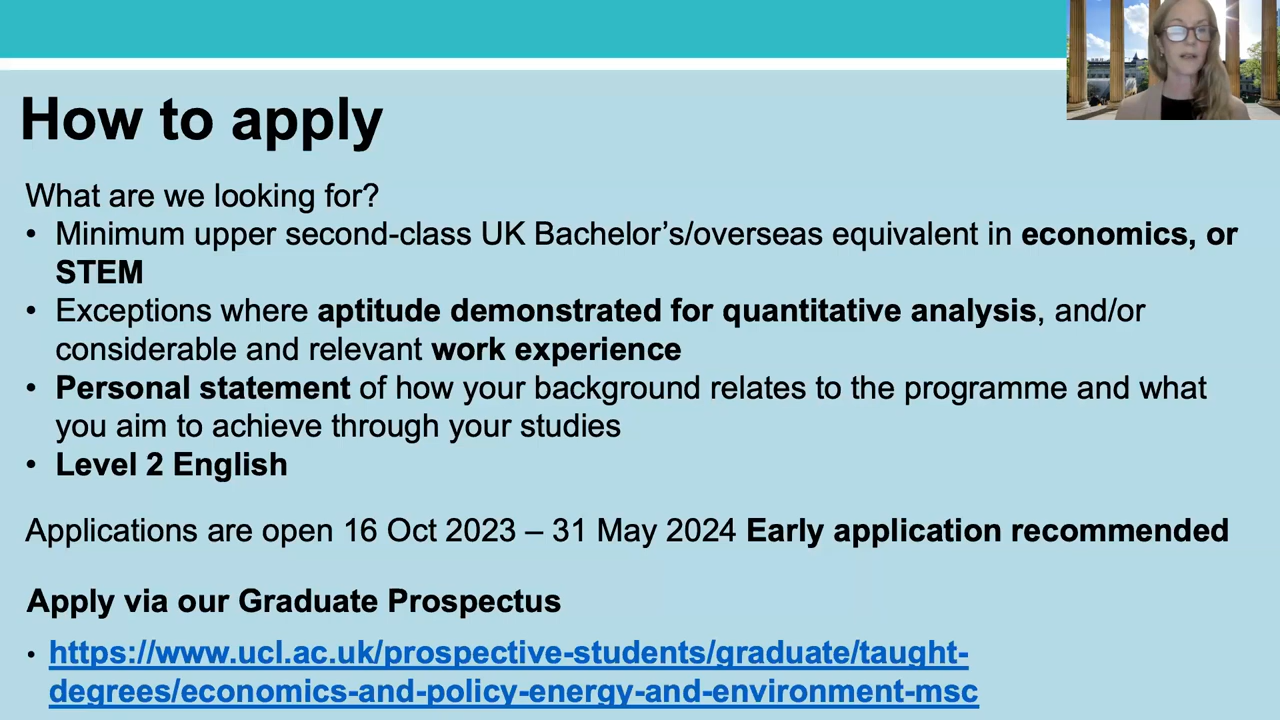 How to apply
What are we looking for?
• Minimum upper second-class UK Bachelor’s/overseas equivalent in economics, or
STEM
• Exceptions where aptitude demonstrated for quantitative analysis, and/or
considerable and relevant work experience
• Personal statement of how your background relates to the programme and what
you aim to achieve through your studies
• Level 2 English
Applications are open 16 Oct 2023 – 31 May 2024 Early application recommended
Apply via our Graduate Prospectus
• https://www.ucl.ac.uk/prospective-students/graduate/taught-
degrees/economics-and-policy-energy-and-environment-msc